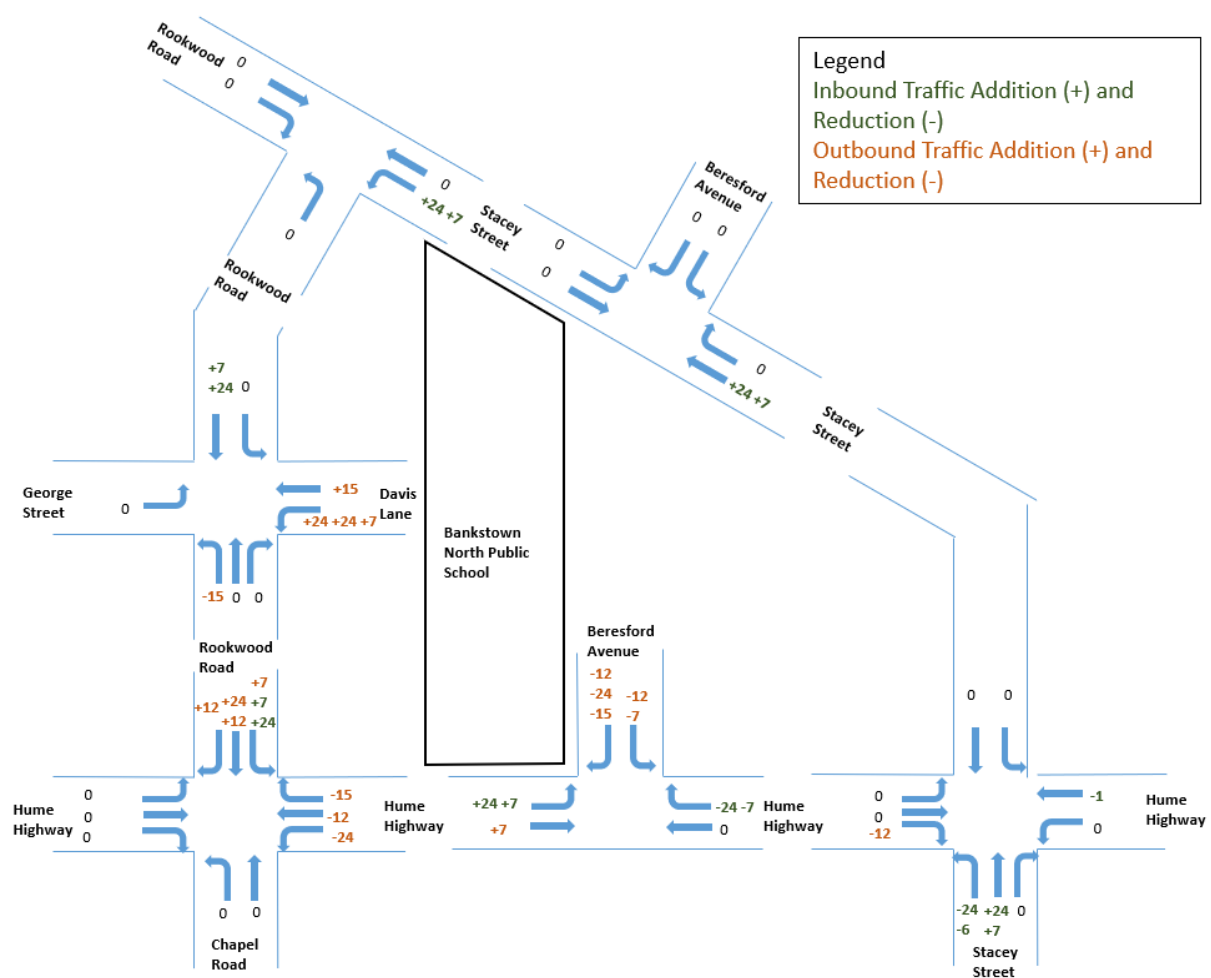 Rookwood
Road
0
0
Legend
Inbound Traffic Addition (+) and
Reduction (-)
Outbound Traffic Addition (+) and
Reduction (-)
0
+24 +7
Stacey
Street
0
Rookwood
Road
Beresford
Avenue
0 0
0
0
0
+24 +7
Stacey
Street
+7
+24 0
George
Street
0
+15
Davis
Lane
+24 +24 +7
-15 0 0
Rookwood
Road
Bankstown
North Public
School
+7
+12 +24 +7
+12 +24
Beresford
Avenue
-12
-24 -12
-15 -7
0 0
Hume
Highway
0
0
0
-15
-12
-24
Hume
Highway
+24 +7
+7
-24 -7
0
Hume
Highway
0
0
-12
-1
0
Hume
Highway
0 0
Chapel
Road
-24 +24 0
-6 +7
Stacey
Street